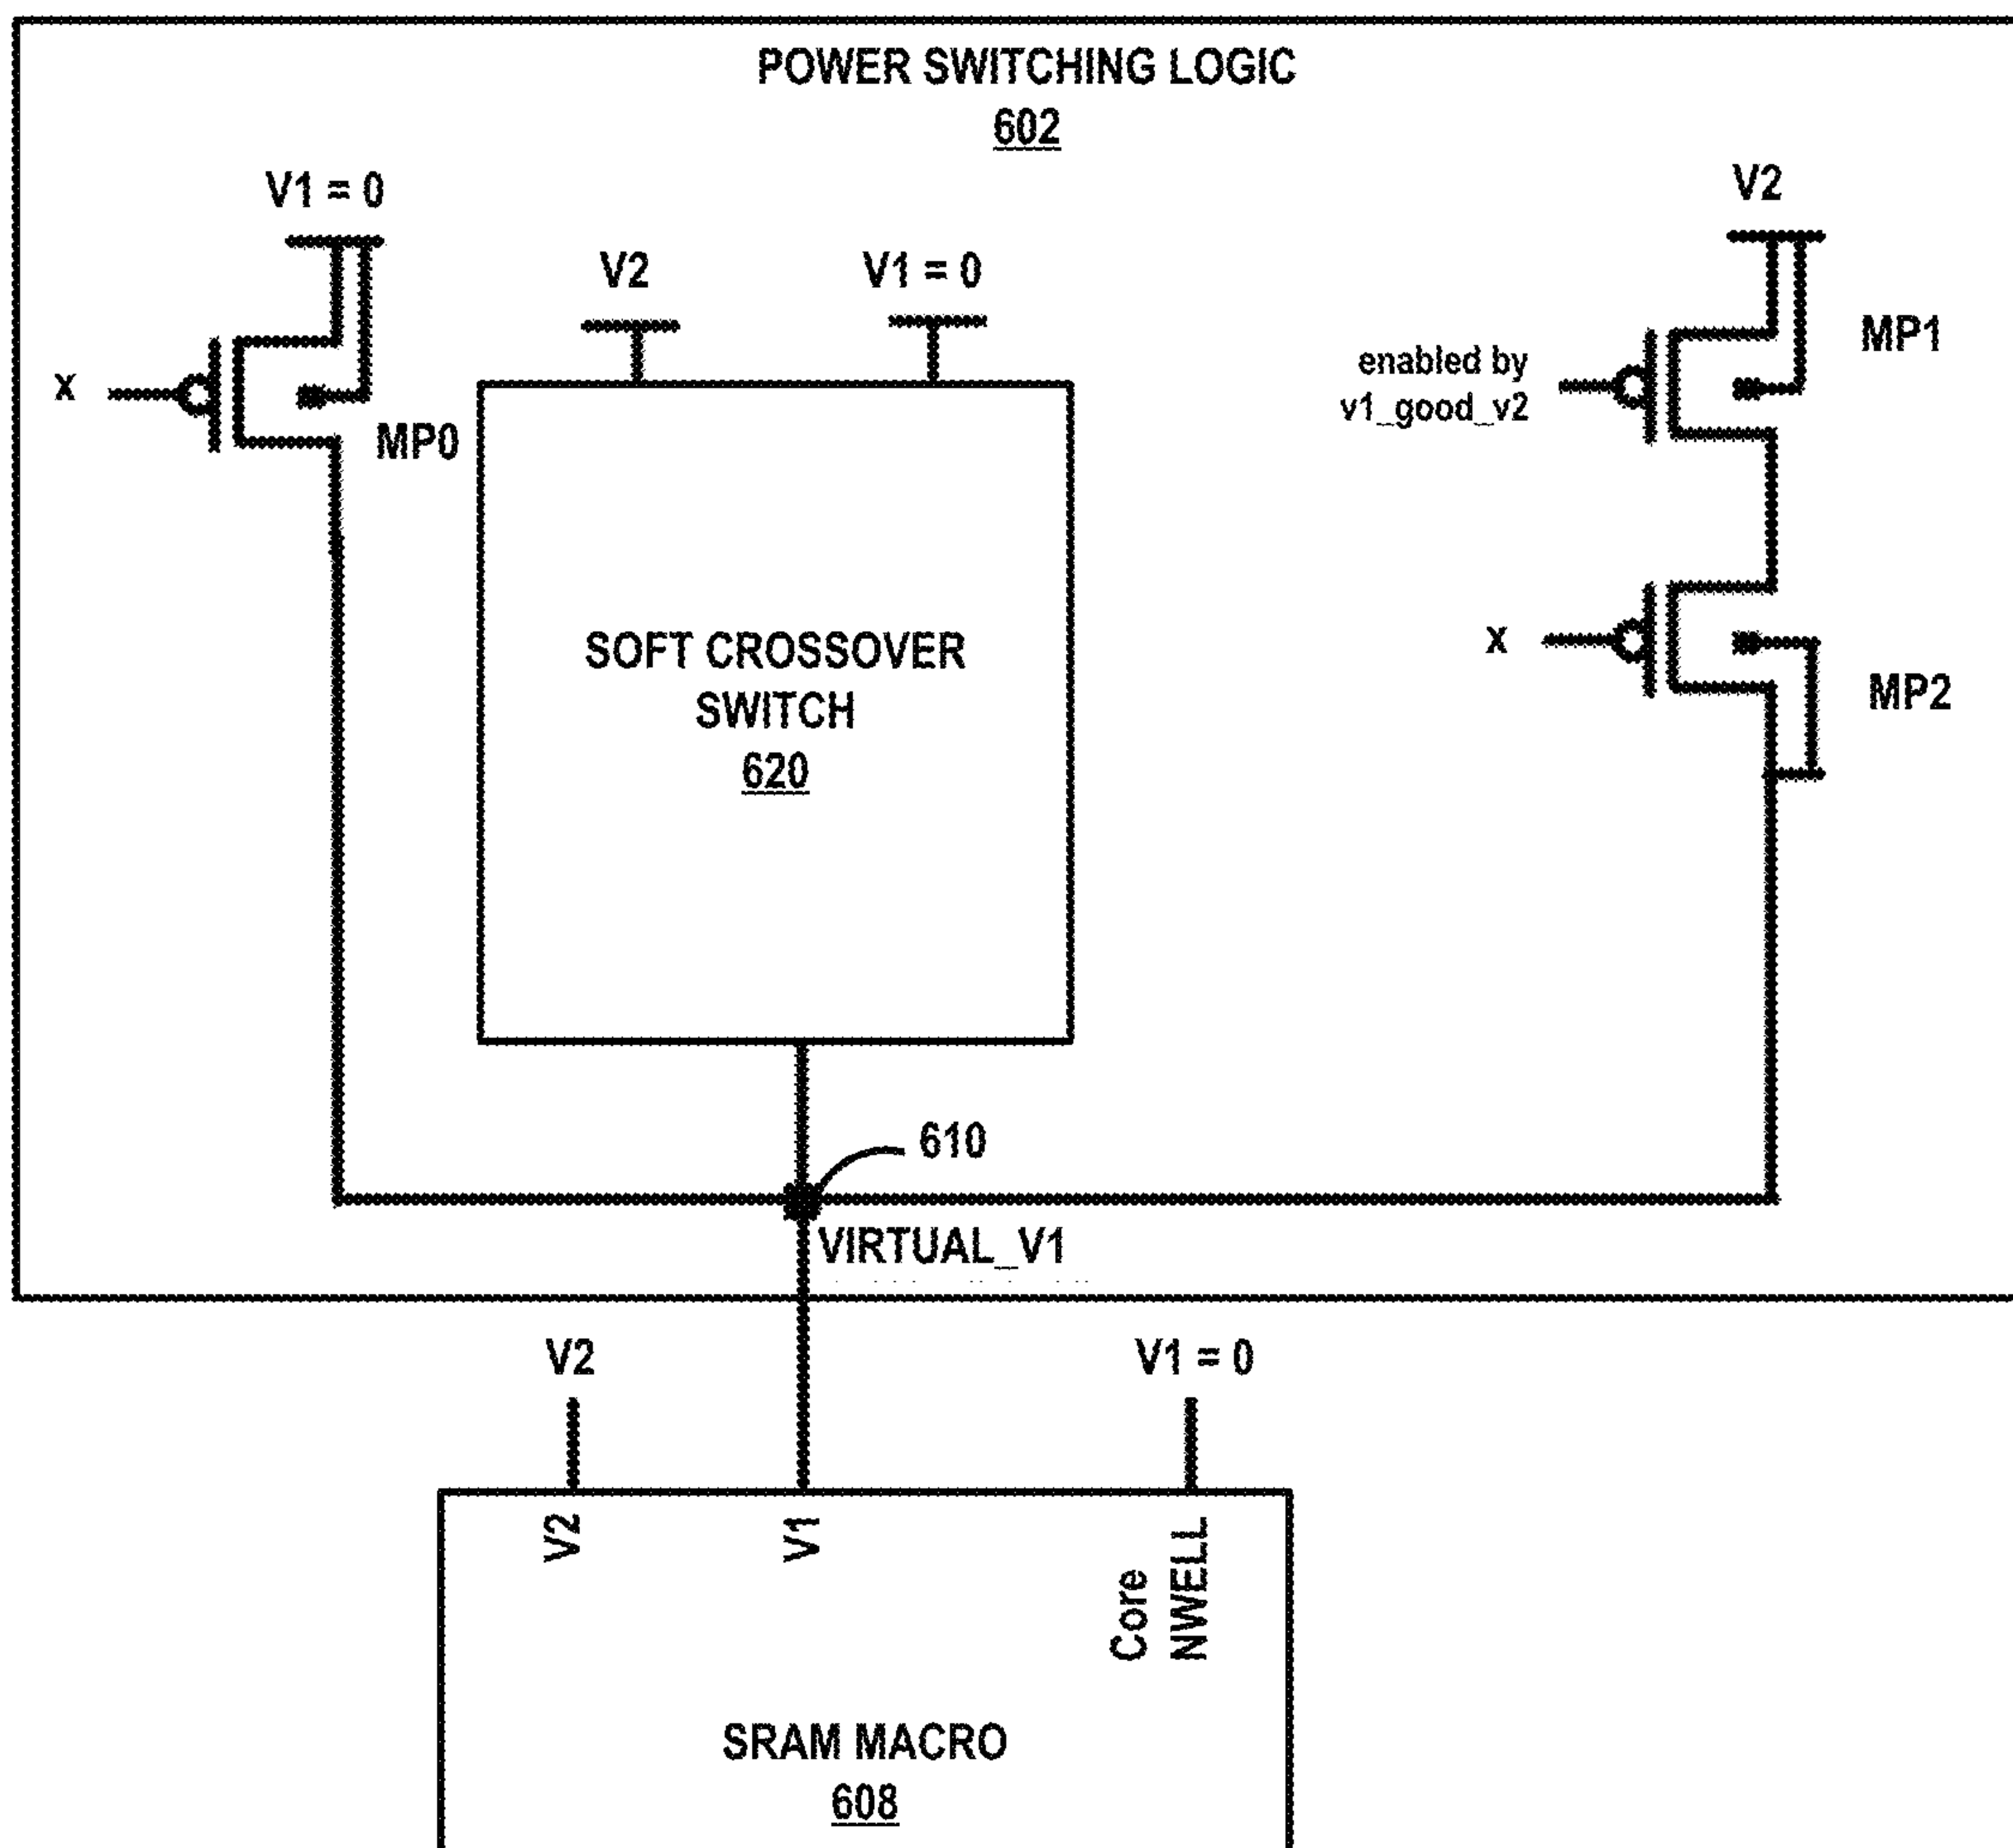 POWER SWITCHING LOGIC
602
V1 = 0
V2
V2
V1 = 0
MP1
enabled by
v1_good_v2
x
MP0
SOFT CROSSOVER
SWITCH
620
x
MP2
610
VIRTUAL_V1
V2
V1 = 0
V2
V1
Core
NWELL
SRAM MACRO
608